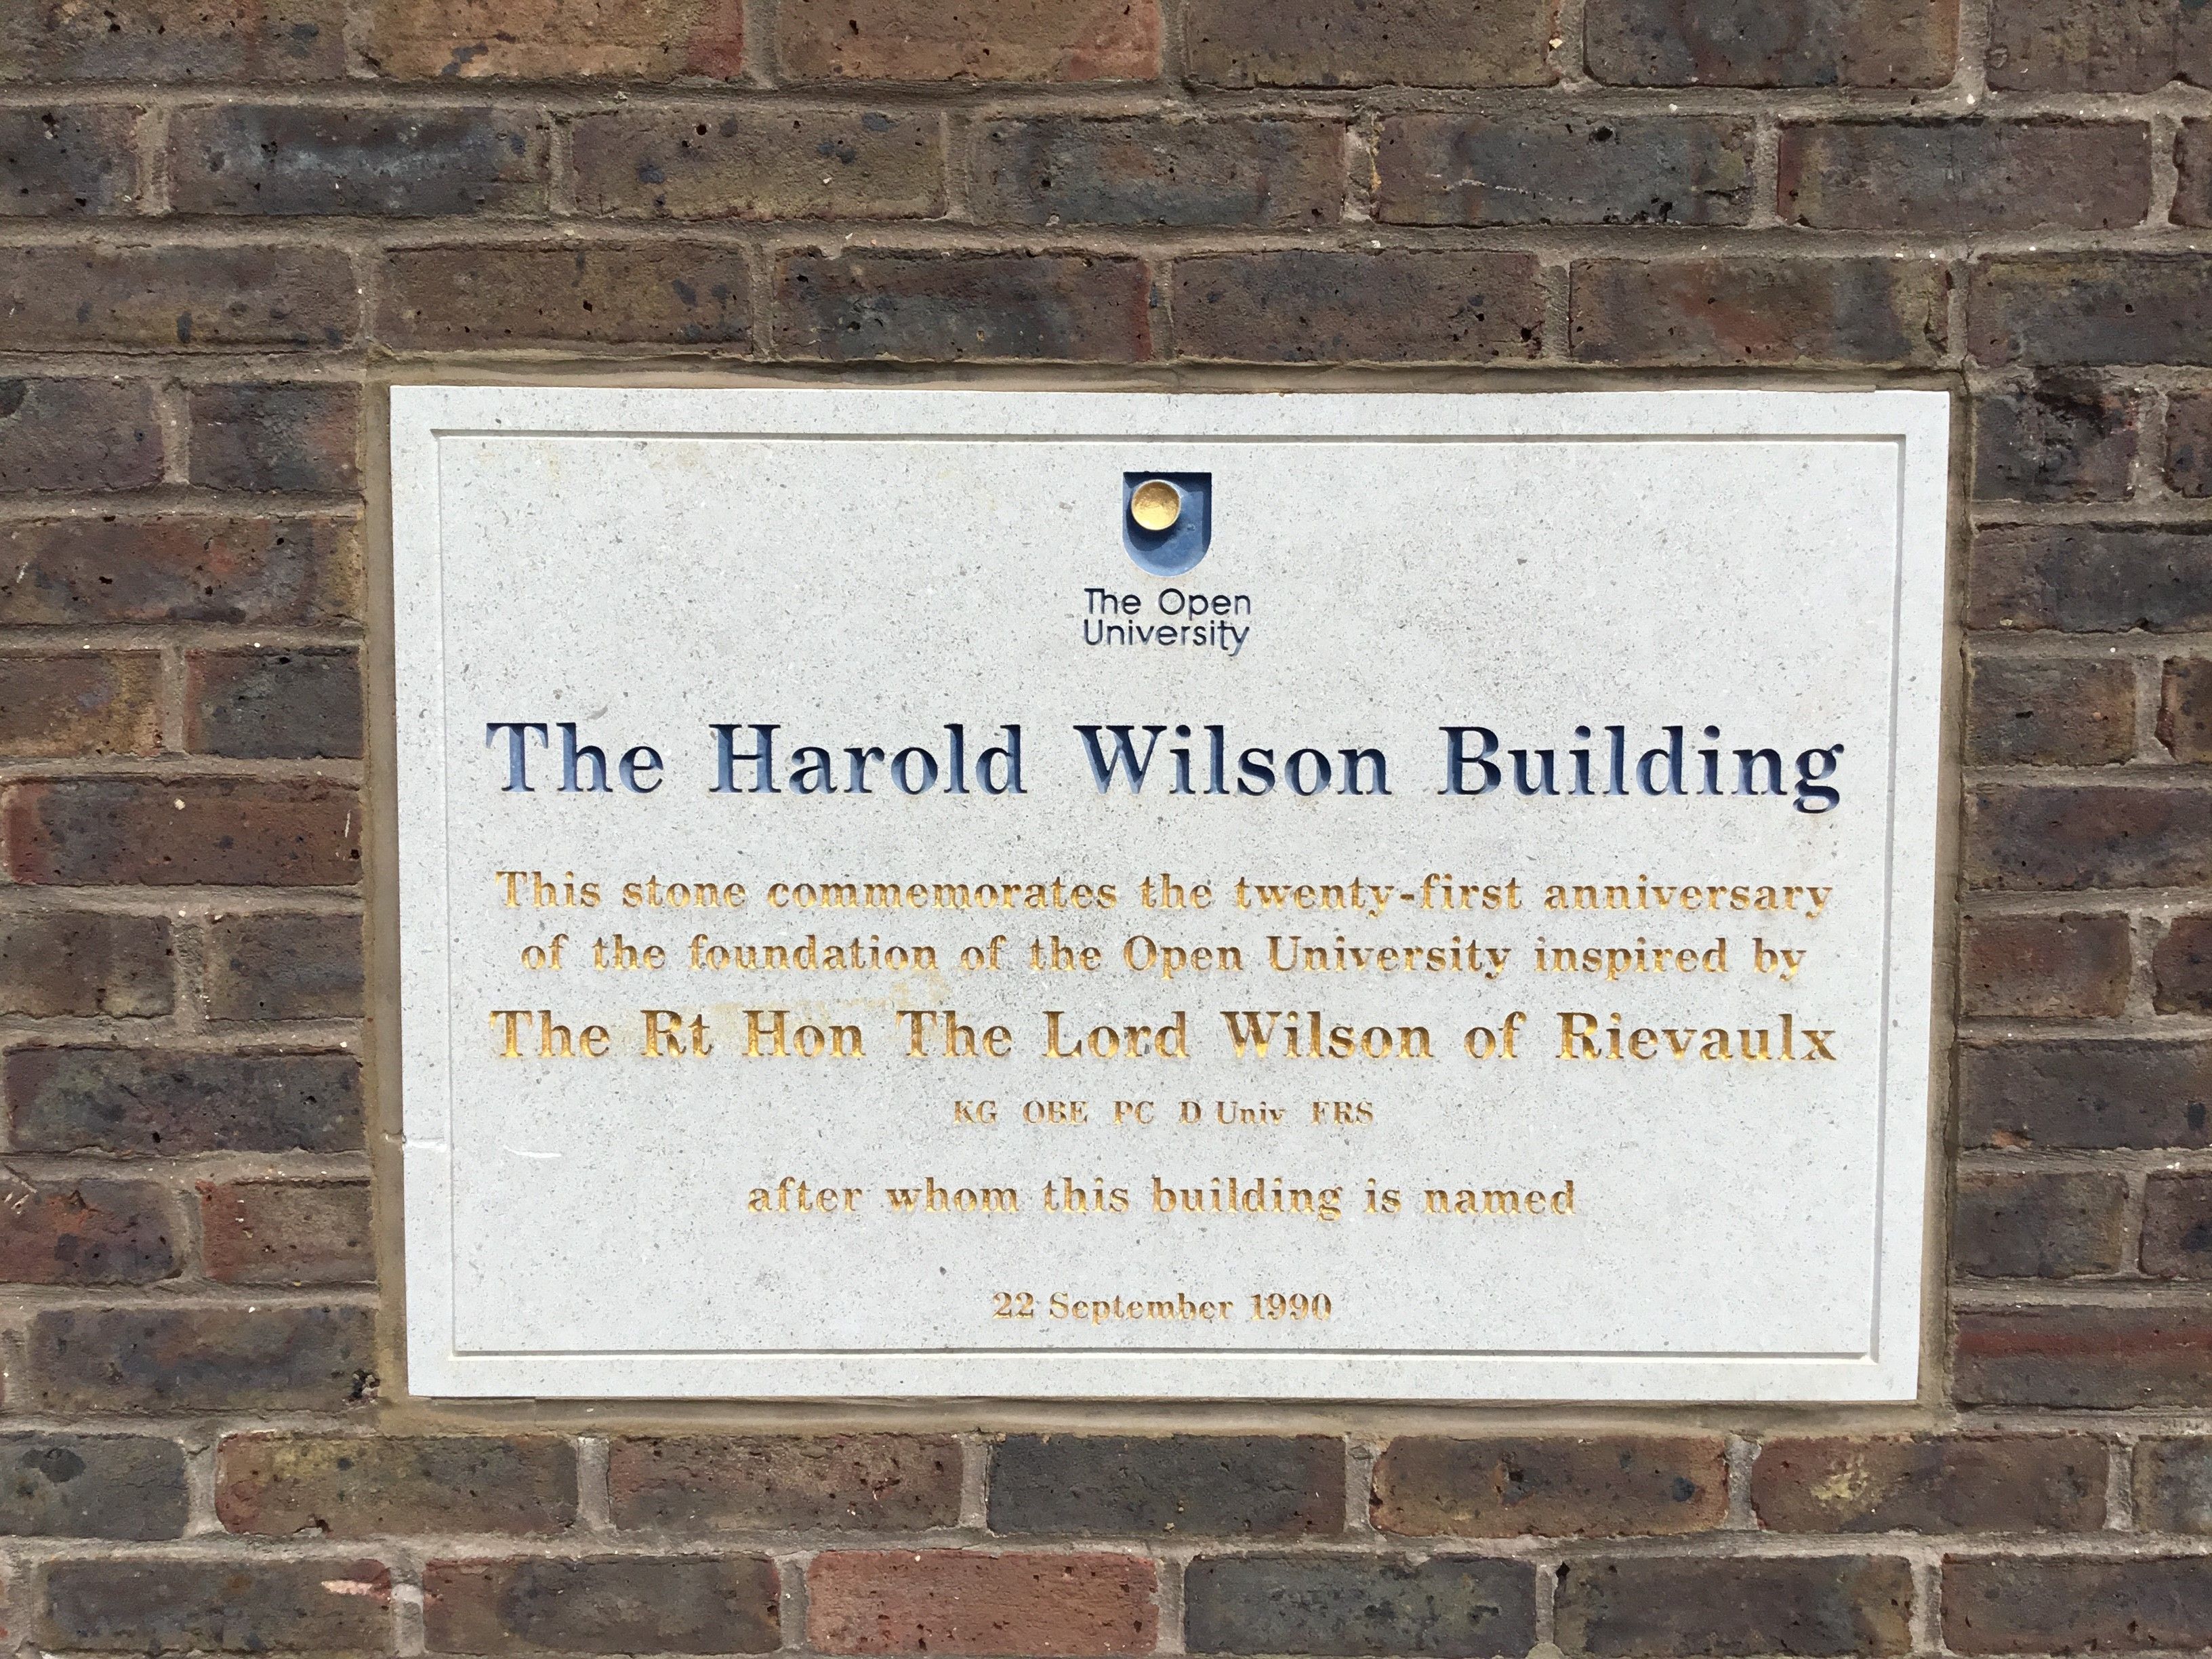 The Open
University
The Harold Wilson Building
This stone commemorates the twenty-first anniversary
of the foundation of the Open University inspired by
The Rt Hon The Lord Wilson of Rievaulx
KG OBE PC D Univ FRS
after whom this building is named
22 September 1990